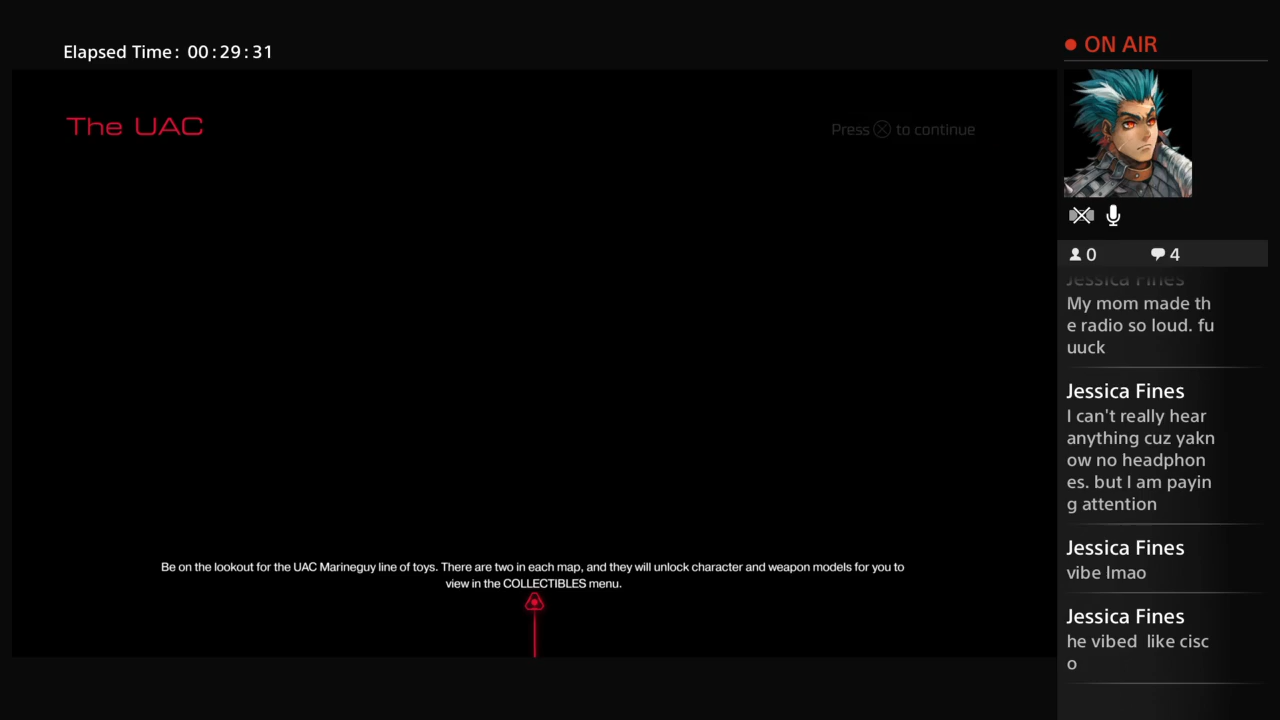 Elapsed Time: 00:29:31
ON AIR
The UAC
Press ⊗ to continue
0
4
Jessica Fines
My mom made th
e radio so loud. fu
uuck
Jessica Fines
I can't really hear
anything cuz yakn
ow no headphon
es. but I am payin
g attention
Jessica Fines
vibe lmao
Jessica Fines
he vibed  like cisc
o
Be on the lookout for the UAC Marineguy line of toys. There are two in each map, and they will unlock character and weapon models for you to
view in the COLLECTIBLES menu.